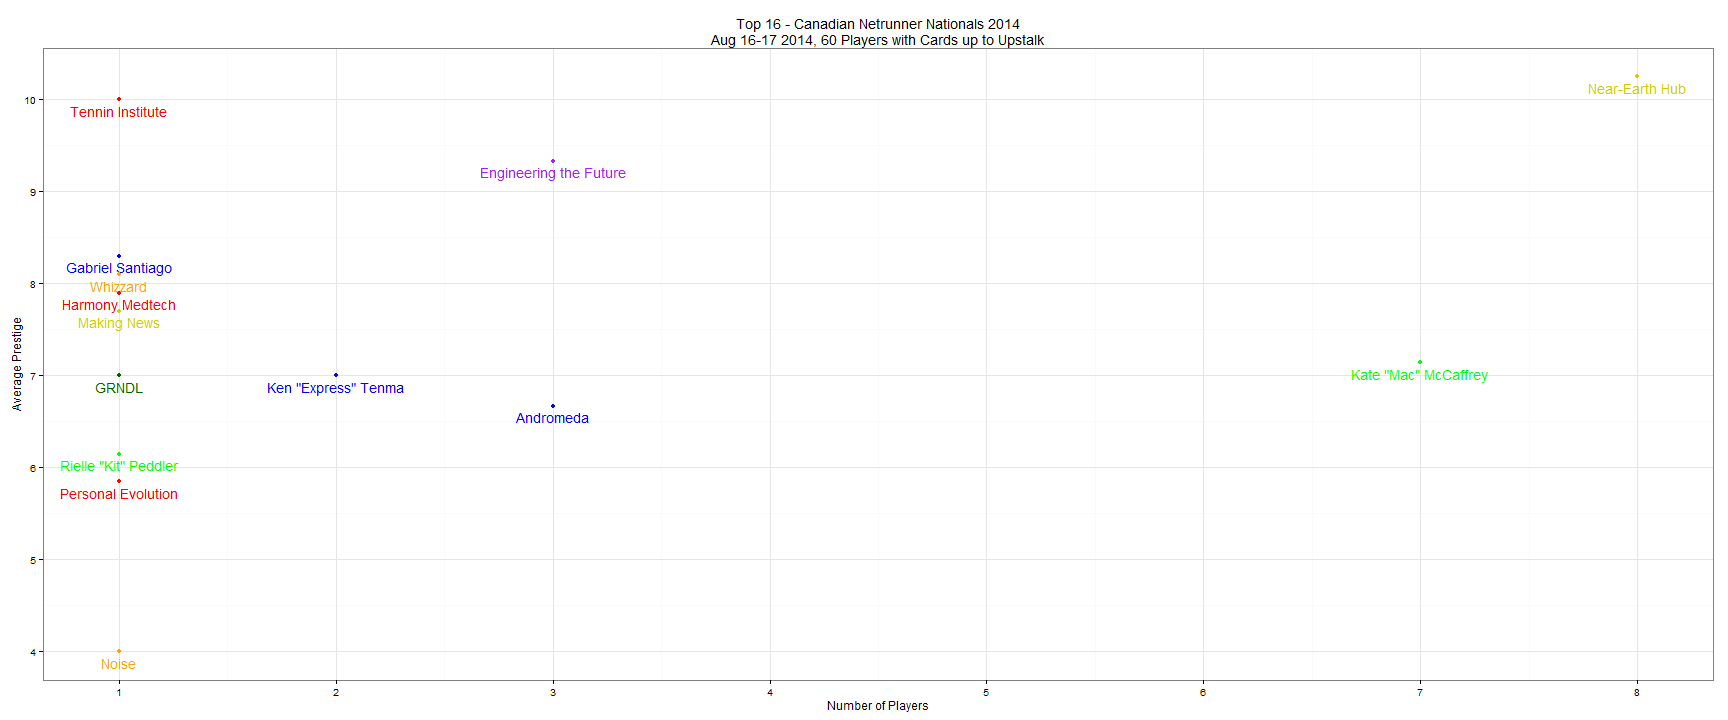 Top 16 - Canadian Netrunner Nationals 2014
Aug 16-17 2014, 60 Players with Cards up to Upstalk
Average Prestige
10
9
8
7
6
5
4
Near-Earth Hub
Tennin Institute
Engineering the Future
Gabriel Santiago
Whizzard
Harmony Medtech
Making News
Kate "Mac" McCaffrey
GRNDL
Ken "Express" Tenma
Andromeda
Rielle "Kit" Peddler
Personal Evolution
Noise
1 2 3 4 5 6 7 8
Number of Players